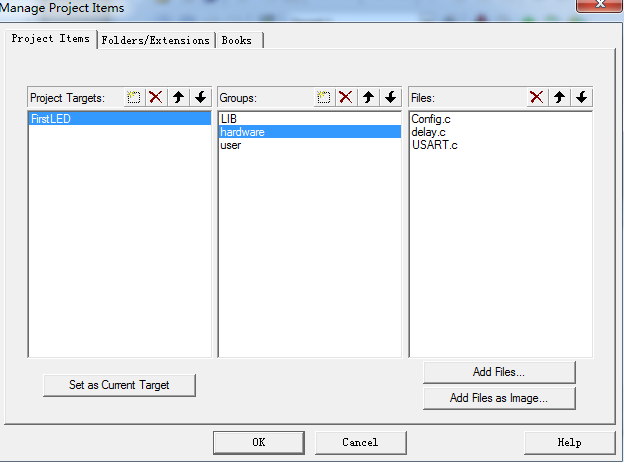 Manage Project Items
Project Items Folders/Extensions Books
Project Targets: Groups: Files:
FirstLED LIB Config.c
hardware delay.c
user USART.c
Set as Current Target
Add Files...
Add Files as Image...
OK Cancel Help